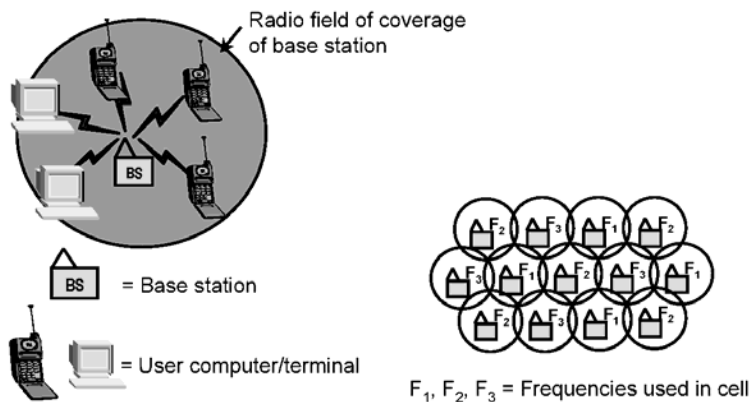 Radio field of coverage
of base station
BS
BS = Base station
= User computer/terminal
F₂ F₃ F₁ F₂
F₃ F₁ F₂ F₃ F₁
F₂ F₃ F₁ F₂
F₁, F₂, F₃ = Frequencies used in cell